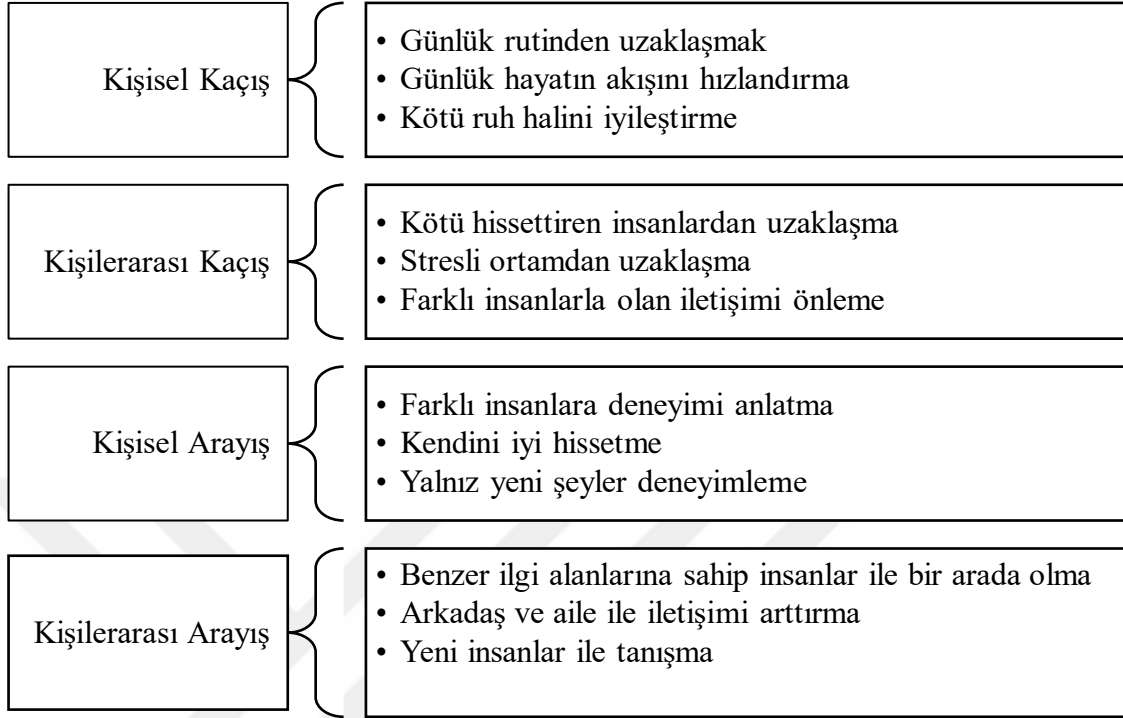 Kişisel Kaçış
• Günlük rutinden uzaklaşmak
• Günlük hayatın akışını hızlandırma
• Kötü ruh halini iyileştirme
Kişilerarası Kaçış
• Kötü hissettiren insanlardan uzaklaşma
• Stresli ortamdan uzaklaşma
• Farklı insanlarla olan iletişimi önleme
Kişisel Arayış
• Farklı insanlara deneyimi anlatma
• Kendini iyi hissetme
• Yalnız yeni şeyler deneyimleme
Kişilerarası Arayış
• Benzer ilgi alanlarına sahip insanlar ile bir arada olma
• Arkadaş ve aile ile iletişimi arttırma
• Yeni insanlar ile tanışma